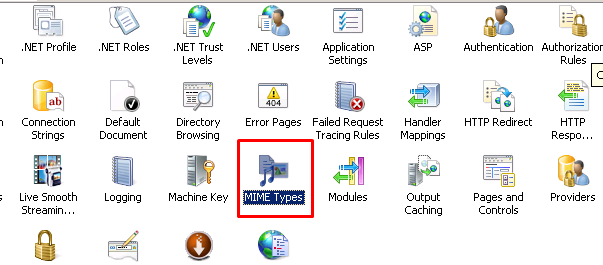 .NET Profile
.NET Roles
.NET Trust
Levels
.NET Users
Application
Settings
ASP
Authentication
Authorization
Rules
Connection
Strings
Default
Document
Directory
Browsing
404
Error Pages
Failed Request
Tracing Rules
Handler
Mappings
HTTP Redirect
HTTP
Respo...
ab
Live Smooth
Streamin...
Logging
Machine Key
MIME Types
Modules
Output
Caching
Pages and
Controls
Providers